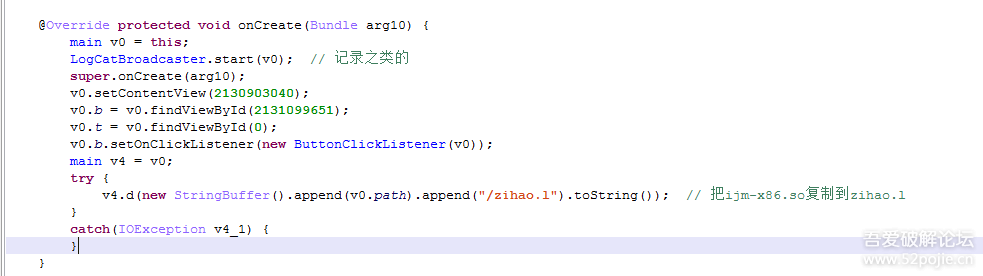 @Override protected void onCreate(Bundle arg10) {
main v0 = this;
LogCatBroadcaster.start(v0);  // 记录之类的
super.onCreate(arg10);
v0.setContentView(2130903040);
v0.b = v0.findViewById(2131099651);
v0.t = v0.findViewById(0);
v0.b.setOnClickListener(new ButtonClickListener(v0));
main v4 = v0;
try {
v4.d(new StringBuffer().append(v0.path).append("/zihao.l").toString());  // 把ijm-x86.so复制到zihao.l
}
catch(IOException v4_1) {
}
}
吾爱破解论坛
www.52pojie.cn